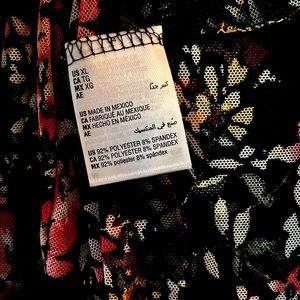 US XL
CA TG
MX XG
AE كبير جداً
US MADE IN MEXICO
CA FABRIQUÉ AU MEXIQUE
MX HECHO EN MÉXICO
AE صنع في المكسيك
US 92% POLYESTER 8% SPANDEX
CA 92% POLYESTER 8% SPANDEX
MX 92% poliester 8% spandex